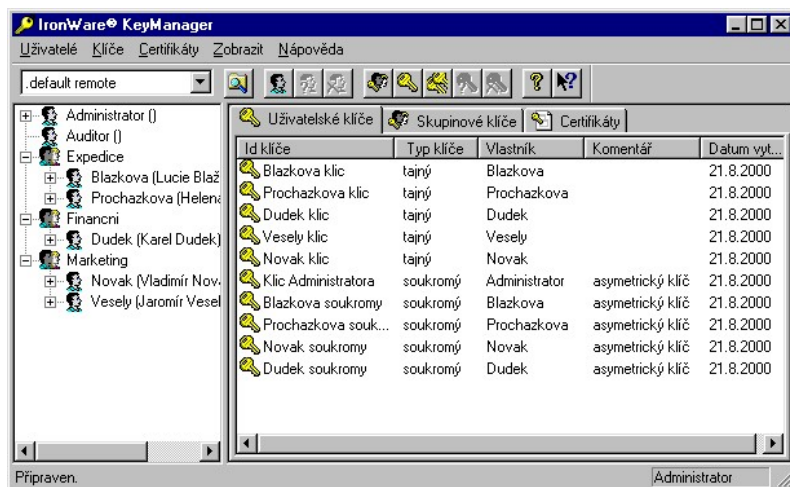 IronWare® KeyManager
Uživatelé Klíče Certifikáty Zobrazit Nápověda
.default remote
Administrator ()
Auditor ()
Expedice
Blazkova (Lucie Blaž
Prochazkova (Helena
Financni
Dudek (Karel Dudek)
Marketing
Novak (Vladimír Nov
Vesely (Jaromír Vesel
Uživatelské klíče Skupinové klíče Certifikáty
Id klíče Typ klíče Vlastník Komentář Datum vyt...
Blazkova klic tajný Blazkova 21.8.2000
Prochazkova klic tajný Prochazkova 21.8.2000
Dudek klic tajný Dudek 21.8.2000
Vesely klic tajný Vesely 21.8.2000
Novak klic tajný Novak 21.8.2000
Klic Administratora soukromý Administrator asymetrický klíč 21.8.2000
Blazkova soukromy soukromý Blazkova asymetrický klíč 21.8.2000
Prochazkova souk... soukromý Prochazkova asymetrický klíč 21.8.2000
Novak soukromy soukromý Novak asymetrický klíč 21.8.2000
Dudek soukromy soukromý Dudek asymetrický klíč 21.8.2000
Připraven. Administrator